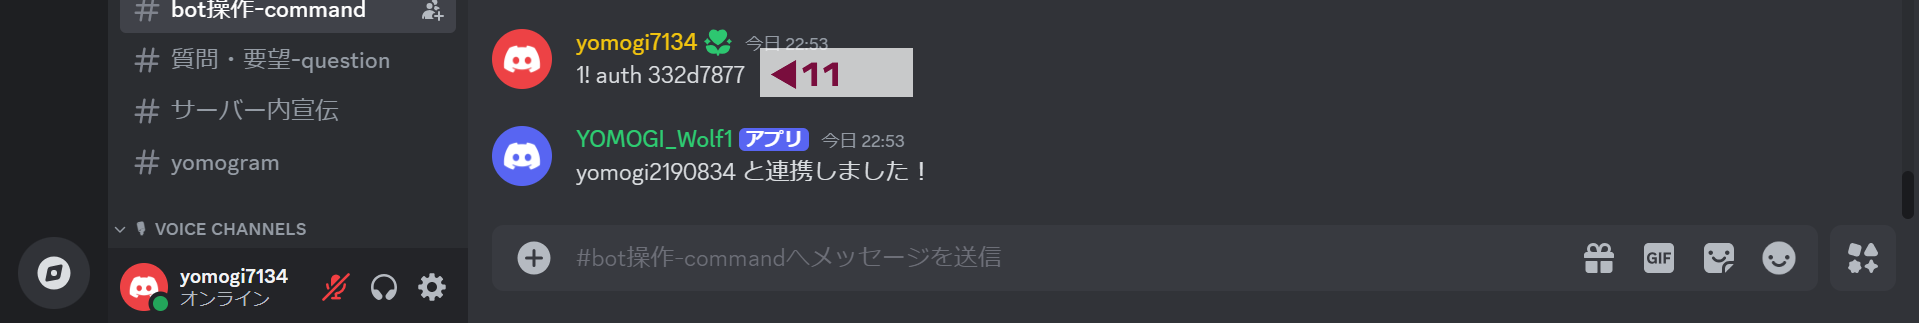 bot操作-command
質問・要望-question
サーバー内宣伝
yomogram
VOICE CHANNELS
yomogi7134
オンライン
yomogi7134 今日 22:53
1! auth 332d7877
◀11
YOMOGI_Wolf1 アプリ 今日 22:53
yomogi2190834 と連携しました！
#bot操作-commandへメッセージを送信
GIF